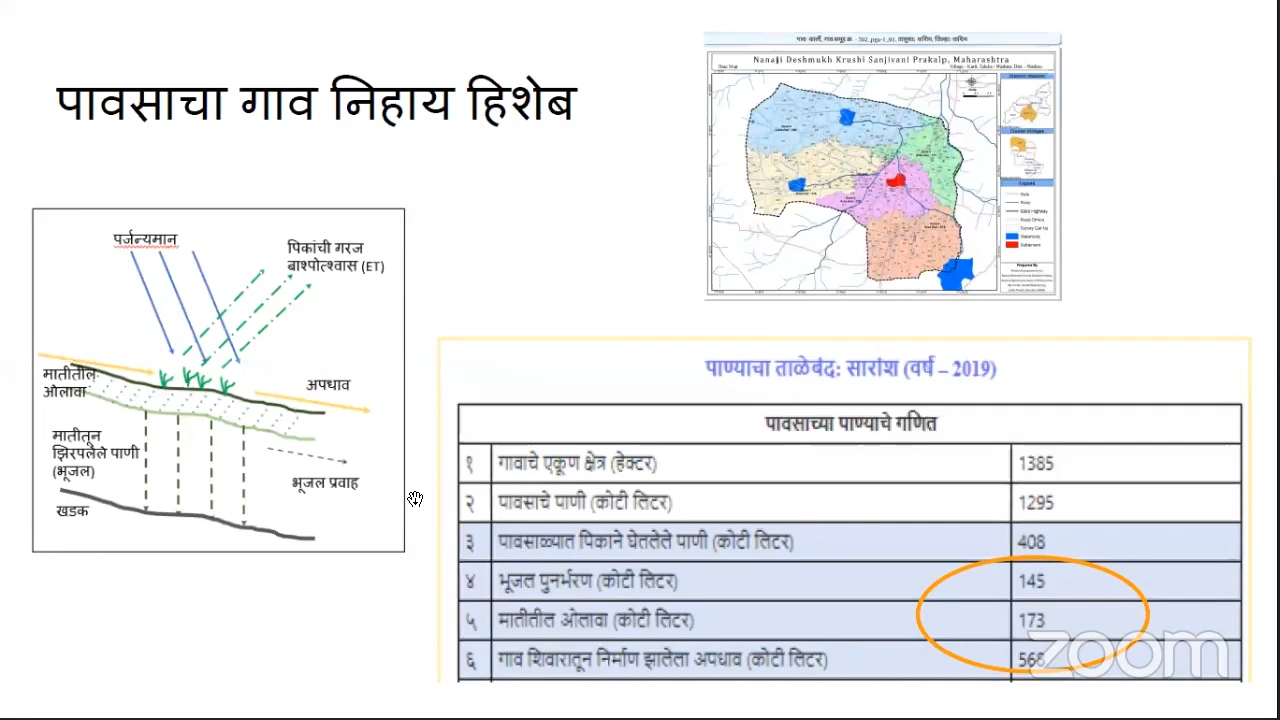 पावसाचा गाव निहाय हिशेब
Nanaji Deshmukh Krushi Sanjivani Prakalp, Maharashtra
पर्जन्यमान
पिकांची गरज
बाश्पोत्श्वास (ET)
मातीतील
ओलावा
अपधाव
मातीतून
झिरपलेले पाणी
(भूजल)
भूजल प्रवाह
खडक
पाण्याचा ताळेबंद: सारांश (वर्ष – 2019)
पावसाच्या पाण्याचे गणित
१ गावाचे एकूण क्षेत्र (हेक्टर) 1385
२ पावसाचे पाणी (कोटी लिटर) 1295
३ पावसाळ्यात पिकाने घेतलेले पाणी (कोटी लिटर) 408
४ भूजल पुनर्भरण (कोटी लिटर) 145
५ मातीतील ओलावा (कोटी लिटर) 173
६ गाव शिवारातून निर्माण झालेला अपधाव (कोटी लिटर) 568
zoom